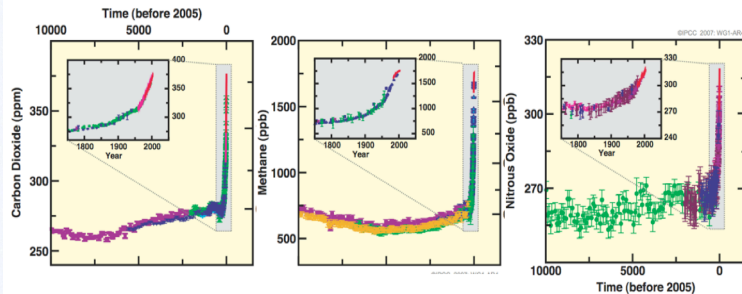 Time (before 2005)
10000 5000 0
Carbon Dioxide (ppm)
350
300
250
400
350
300
1800 1900 2000
Year
Methane (ppb)
2000
1500
1000
500
2000
1500
1000
500
1800 1900 2000
Year
©IPCC 2007: WG1-AR4
Nitrous Oxide (ppb)
330
300
270
330
300
270
240
1800 1900 2000
Year
10000 5000 0
Time (before 2005)